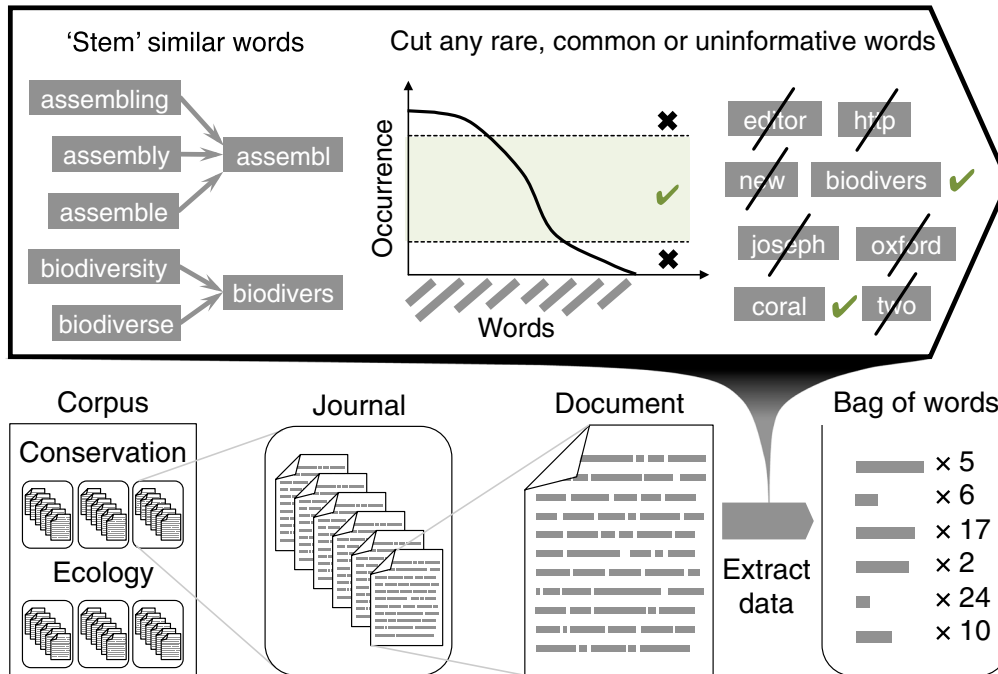 ‘Stem’ similar words
assembling
assembly
assemble
assembl
biodiversity
biodiverse
biodivers
Cut any rare, common or uninformative words
Occurrence
Words
editor
http
new
biodivers
joseph
oxford
coral
two
Corpus
Conservation
Ecology
Journal
Document
Extract
data
Bag of words
× 5
× 6
× 17
× 2
× 24
× 10